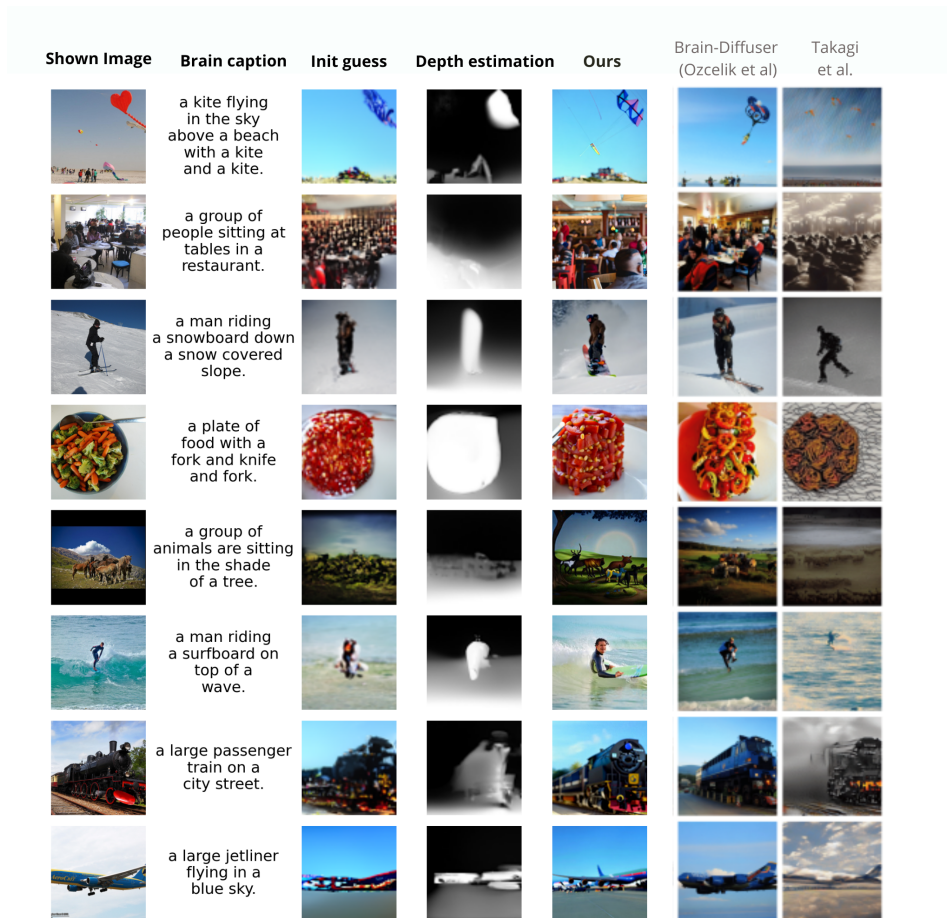 Shown Image
Brain caption
Init guess
Depth estimation
Ours
Brain-Diffuser
(Ozcelik et al)
Takagi
et al.
a kite flying
in the sky
above a beach
with a kite
and a kite.
a group of
people sitting at
tables in a
restaurant.
a man riding
a snowboard down
a snow covered
slope.
a plate of
food with a
fork and knife
and fork.
a group of
animals are sitting
in the shade
of a tree.
a man riding
a surfboard on
top of a
wave.
a large passenger
train on a
city street.
a large jetliner
flying in a
blue sky.